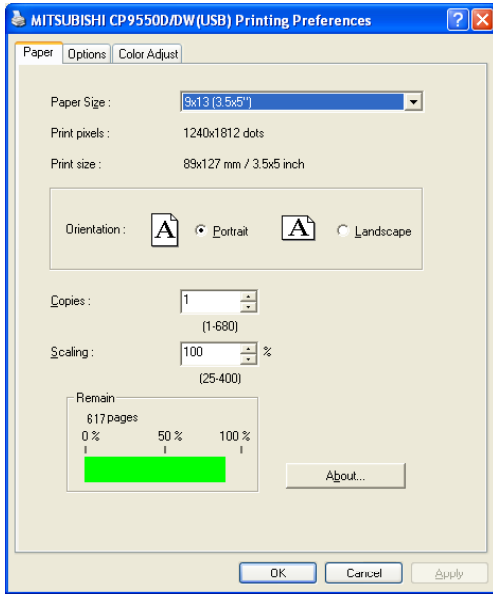 MITSUBISHI CP9550D/DW(USB) Printing Preferences
Paper Options Color Adjust
Paper Size : 9x13 (3.5x5")
Print pixels : 1240x1812 dots
Print size : 89x127 mm / 3.5x5 inch
Orientation : A Portrait A Landscape
Copies : 1
(1-680)
Scaling : 100 %
(25-400)
Remain
617 pages
0 % 50 % 100 %
About...
OK Cancel Apply